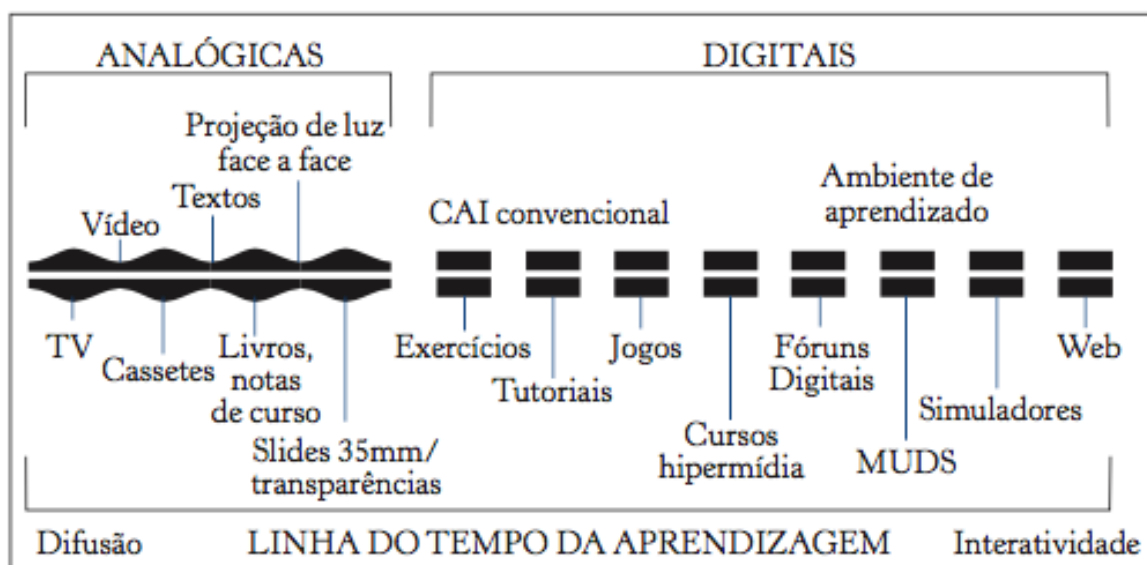 ANALÓGICAS
DIGITAIS
Projeção de luz
face a face
Textos
Vídeo
CAI convencional
Ambiente de
aprendizado
TV
Cassetes
Livros,
notas
de curso
Slides 35mm/
transparências
Exercícios
Tutoriais
Jogos
Cursos
hipermídia
Fóruns
Digitais
MUDS
Simuladores
Web
Difusão
LINHA DO TEMPO DA APRENDIZAGEM
Interatividade